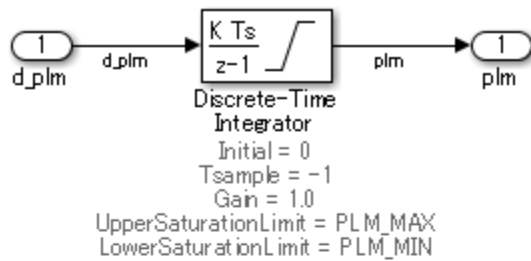 1
d_plm
d_plm
K Ts
z-1
Discrete-Time
Integrator
Initial = 0
Tsample = -1
Gain = 1.0
UpperSaturationLimit = PLM_MAX
LowerSaturationLimit = PLM_MIN
plm
1
plm